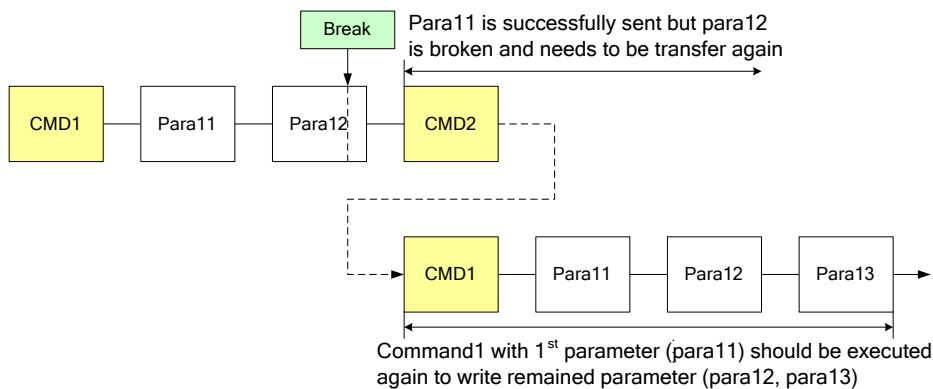 Break
Para11 is successfully sent but para12
is broken and needs to be transfer again
CMD1
Para11
Para12
CMD2
CMD1
Para11
Para12
Para13
Command1 with 1st parameter (para11) should be executed
again to write remained parameter (para12, para13)